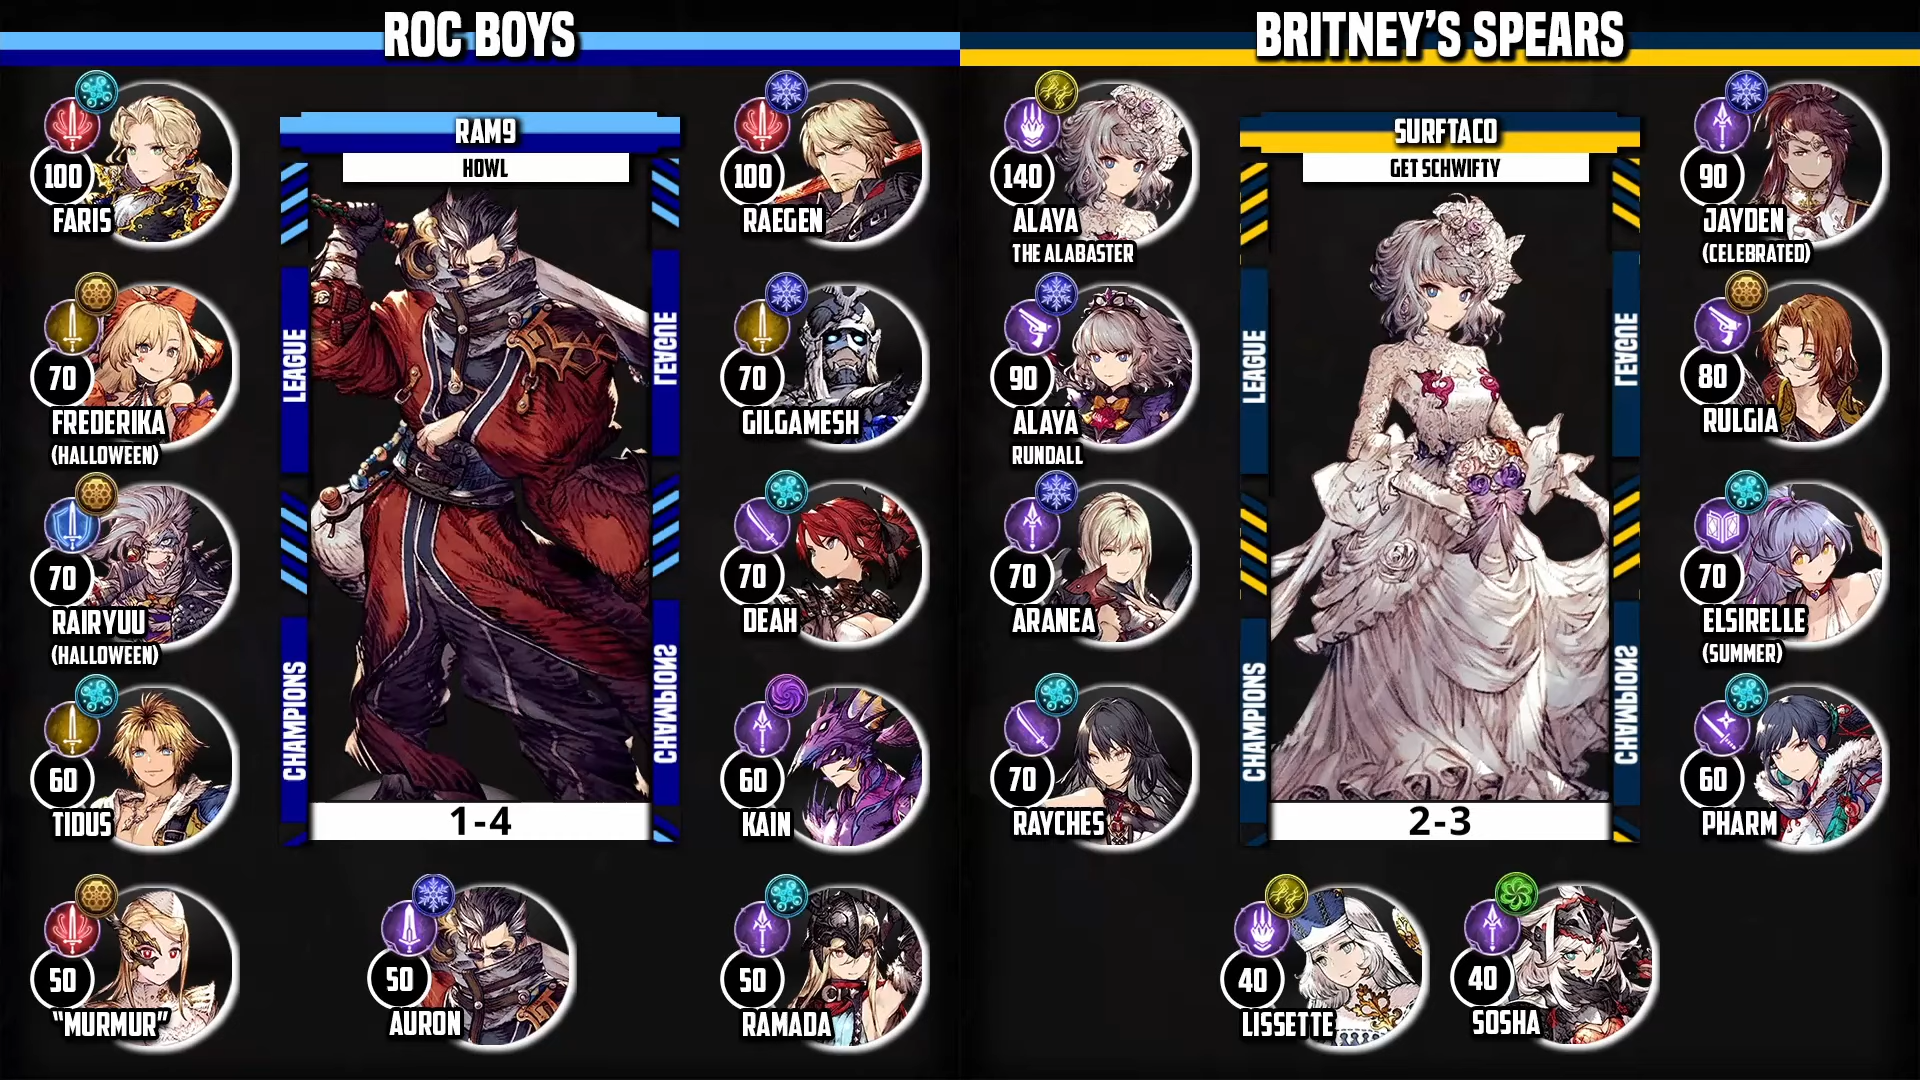 ROC BOYS
RAM9
HOWL
100
FARIS
70
FREDERIKA
(HALLOWEEN)
70
RAIRYUU
(HALLOWEEN)
60
TIDUS
50
"MURMUR"
LEAGUE
CHAMPIONS
LEAGUE
CHAMPIONS
1-4
50
AURON
100
RAEGEN
70
GILGAMESH
70
DEAH
60
KAIN
50
RAMADA
BRITNEY'S SPEARS
SURFTACO
GET SCHWIFTY
140
ALAYA
THE ALABASTER
90
ALAYA
RUNDALL
70
ARANEA
70
RAYCHES
LEAGUE
CHAMPIONS
LEAGUE
CHAMPIONS
2-3
40
LISSETTE
40
SOSHA
90
JAYDEN
(CELEBRATED)
80
RULGIA
70
ELSIRELLE
(SUMMER)
60
PHARM